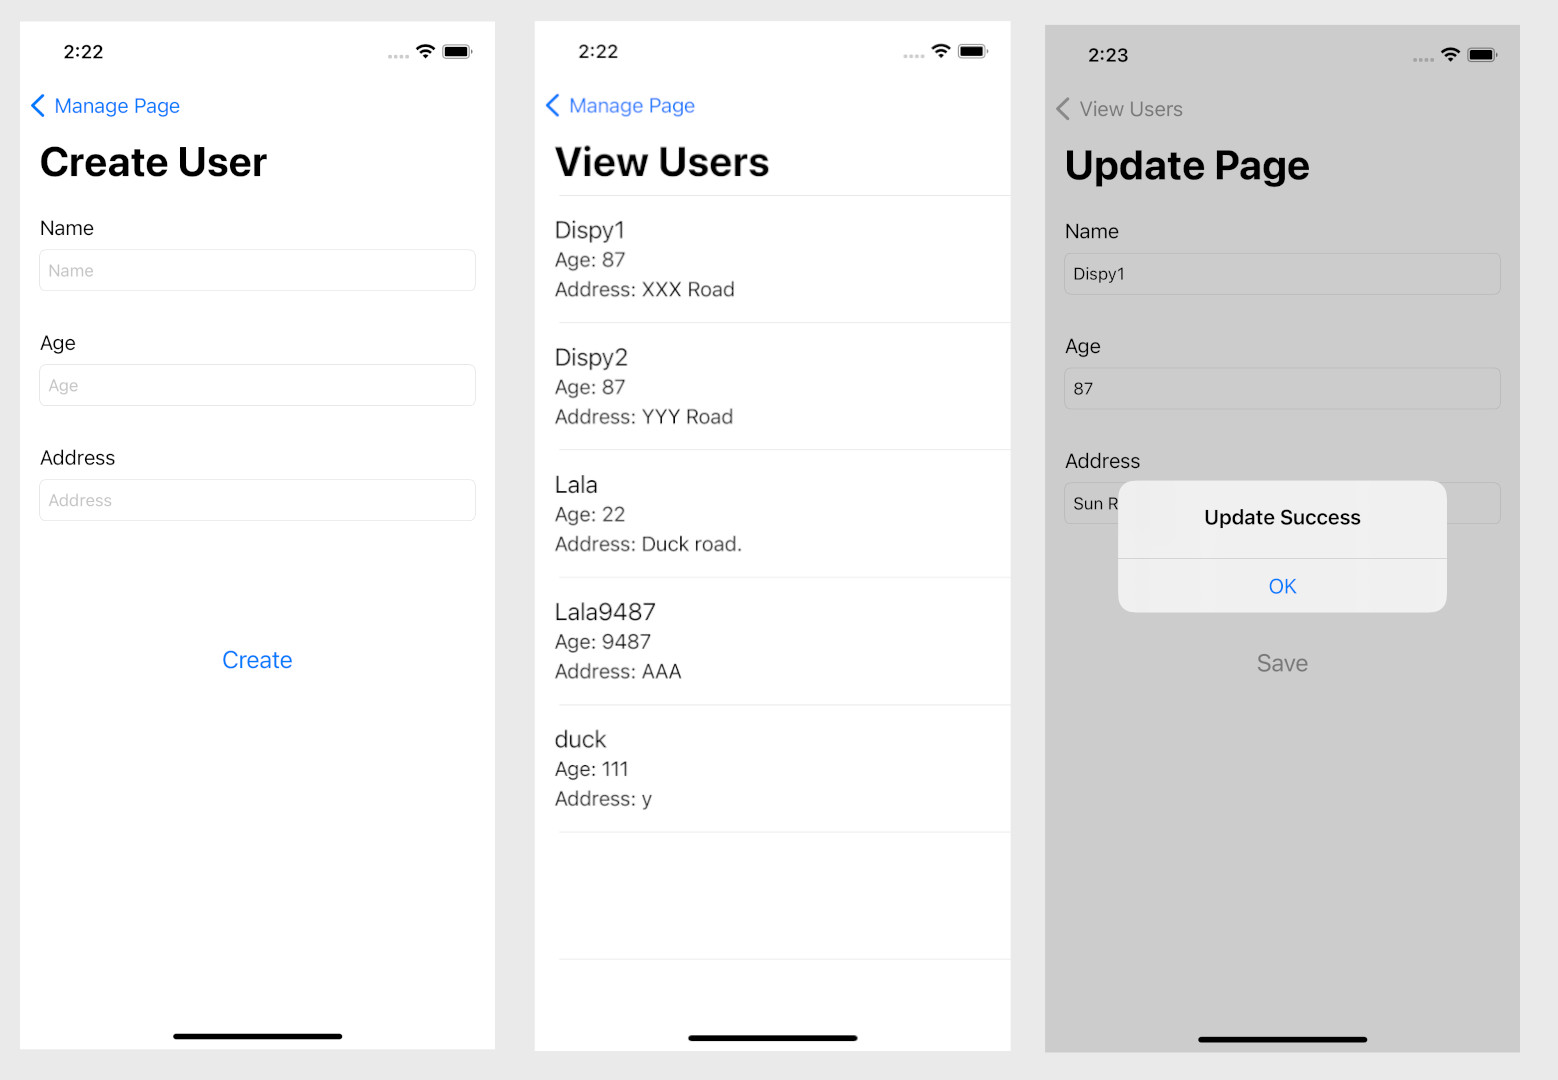 2:22
Manage Page
Create User
Name
Name
Age
Age
Address
Address
Create
2:22
Manage Page
View Users
Dispy1
Age: 87
Address: XXX Road
Dispy2
Age: 87
Address: YYY Road
Lala
Age: 22
Address: Duck road.
Lala9487
Age: 9487
Address: AAA
duck
Age: 111
Address: y
2:23
View Users
Update Page
Name
Dispy1
Age
87
Address
Sun R
Update Success
OK
Save